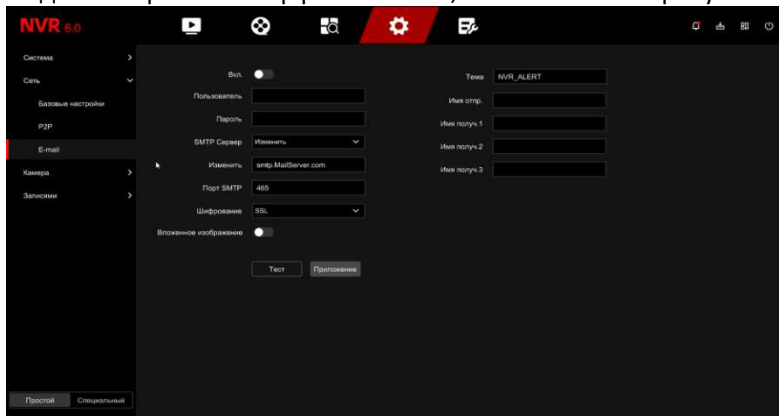 NVR 6.0
Система
Сеть
Базовые настройки
P2P
E-mail
Камера
Записями
Простой
Специальный
Вкл.
Пользователь
Пароль
SMTP Сервер
Изменить
Изменить
smtp.MailServer.com
Порт SMTP
465
Шифрование
SSL
Вложенное изображение
Тест
Приложение
Тема
NVR_ALERT
Имя отпр.
Имя получ.1
Имя получ.2
Имя получ.3